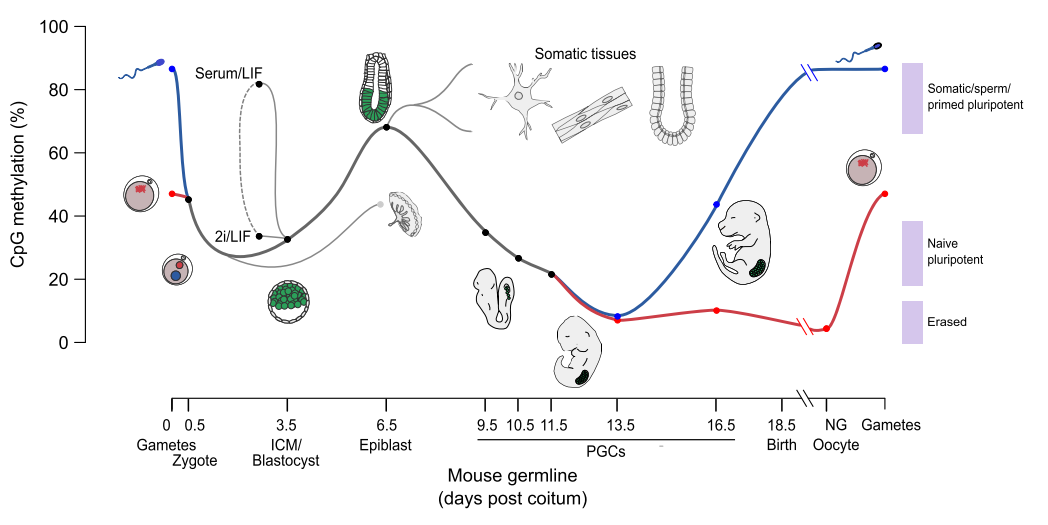 100
80
60
40
20
0
CpG methylation (%)
Serum/LIF
2i/LIF
Somatic tissues
Somatic/sperm/
primed pluripotent
Naive
pluripotent
Erased
0 0.5 3.5 6.5 9.5 10.5 11.5 13.5 16.5 18.5 NG Gametes
Gametes ICM/ Epiblast Birth Oocyte
Zygote Blastocyst PGCs
Mouse germline
(days post coitum)